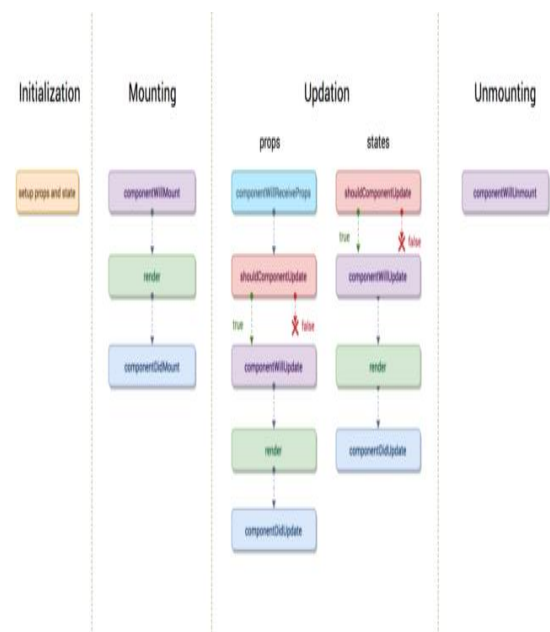 Initialization
Mounting
Updation
Unmounting
props
states
setup props and state
componentWillMount
render
componentDidMount
componentWillReceiveProps
shouldComponentUpdate
true
false
componentWillUpdate
render
componentDidUpdate
shouldComponentUpdate
true
false
componentWillUpdate
render
componentDidUpdate
componentWillUnmount